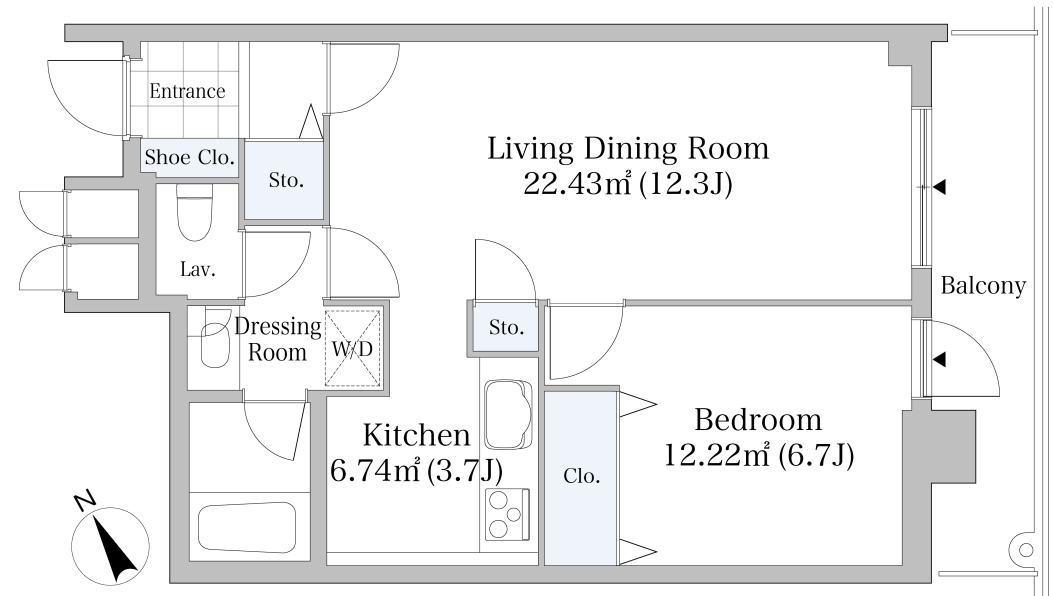 Entrance
Shoe Clo.
Sto.
Living Dining Room
22.43㎡ (12.3J)
Lav.
Balcony
Dressing
Room
W/D
Sto.
Kitchen
6.74㎡ (3.7J)
Bedroom
12.22㎡ (6.7J)
Clo.
N